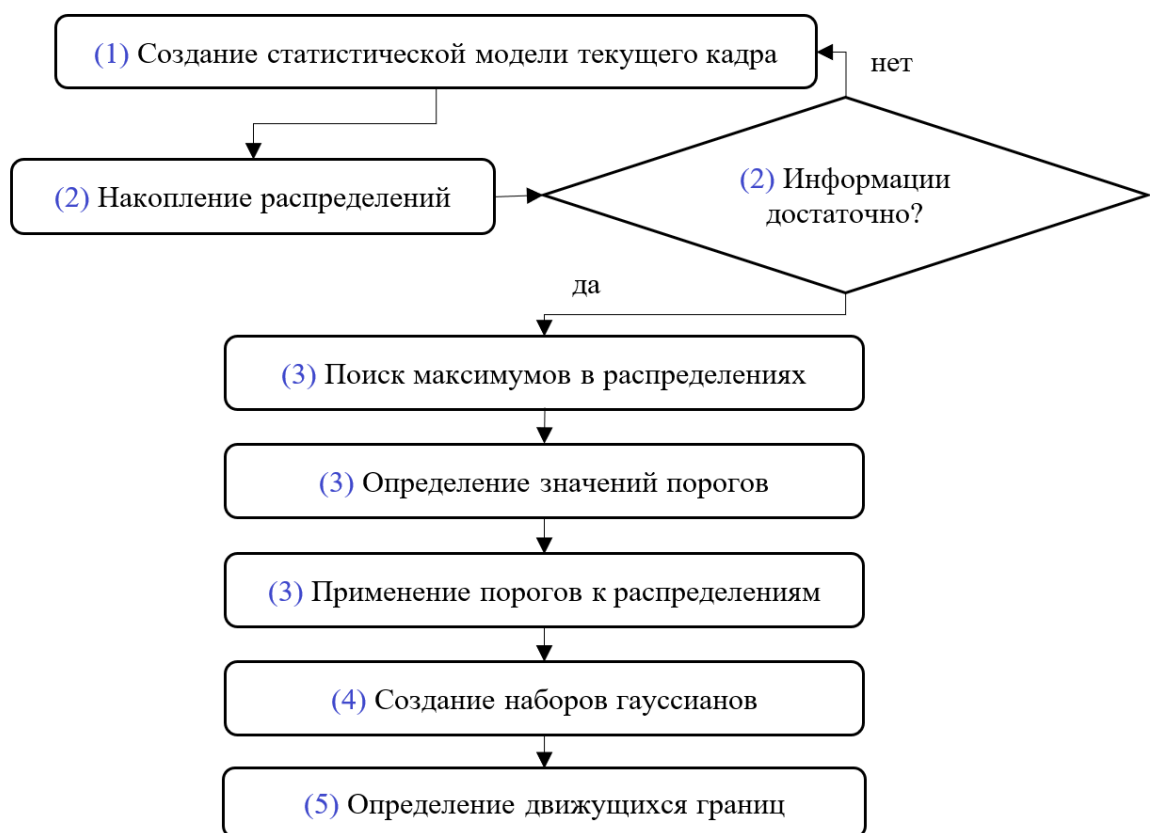 (1) Создание статистической модели текущего кадра
нет
(2) Накопление распределений
(2) Информации
достаточно?
да
(3) Поиск максимумов в распределениях
(3) Определение значений порогов
(3) Применение порогов к распределениям
(4) Создание наборов гауссианов
(5) Определение движущихся границ